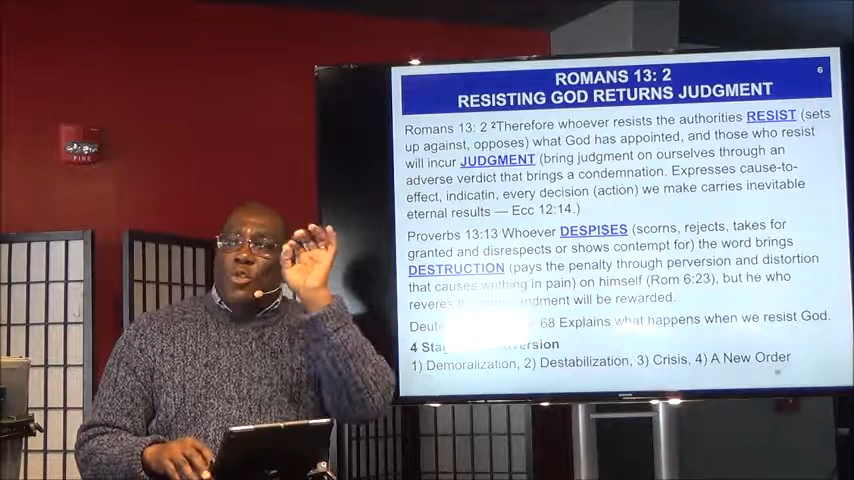 FIRE
6
ROMANS 13: 2
RESISTING GOD RETURNS JUDGMENT
Romans 13: 2 ²Therefore whoever resists the authorities RESIST (sets
up against, opposes) what God has appointed, and those who resist
will incur JUDGMENT (bring judgment on ourselves through an
adverse verdict that brings a condemnation. Expresses cause-to-
effect, indicatin, every decision (action) we make carries inevitable
eternal results — Ecc 12:14.)
Proverbs 13:13 Whoever DESPISES (scorns, rejects, takes for
granted and disrespects or shows contempt for) the word brings
DESTRUCTION (pays the penalty through perversion and distortion
that causes writhing in pain) on himself (Rom 6:23), but he who
reveres the commandment will be rewarded.
68 Explains what happens when we resist God.
4
1) Demoralization, 2) Destabilization, 3) Crisis, 4) A New Order